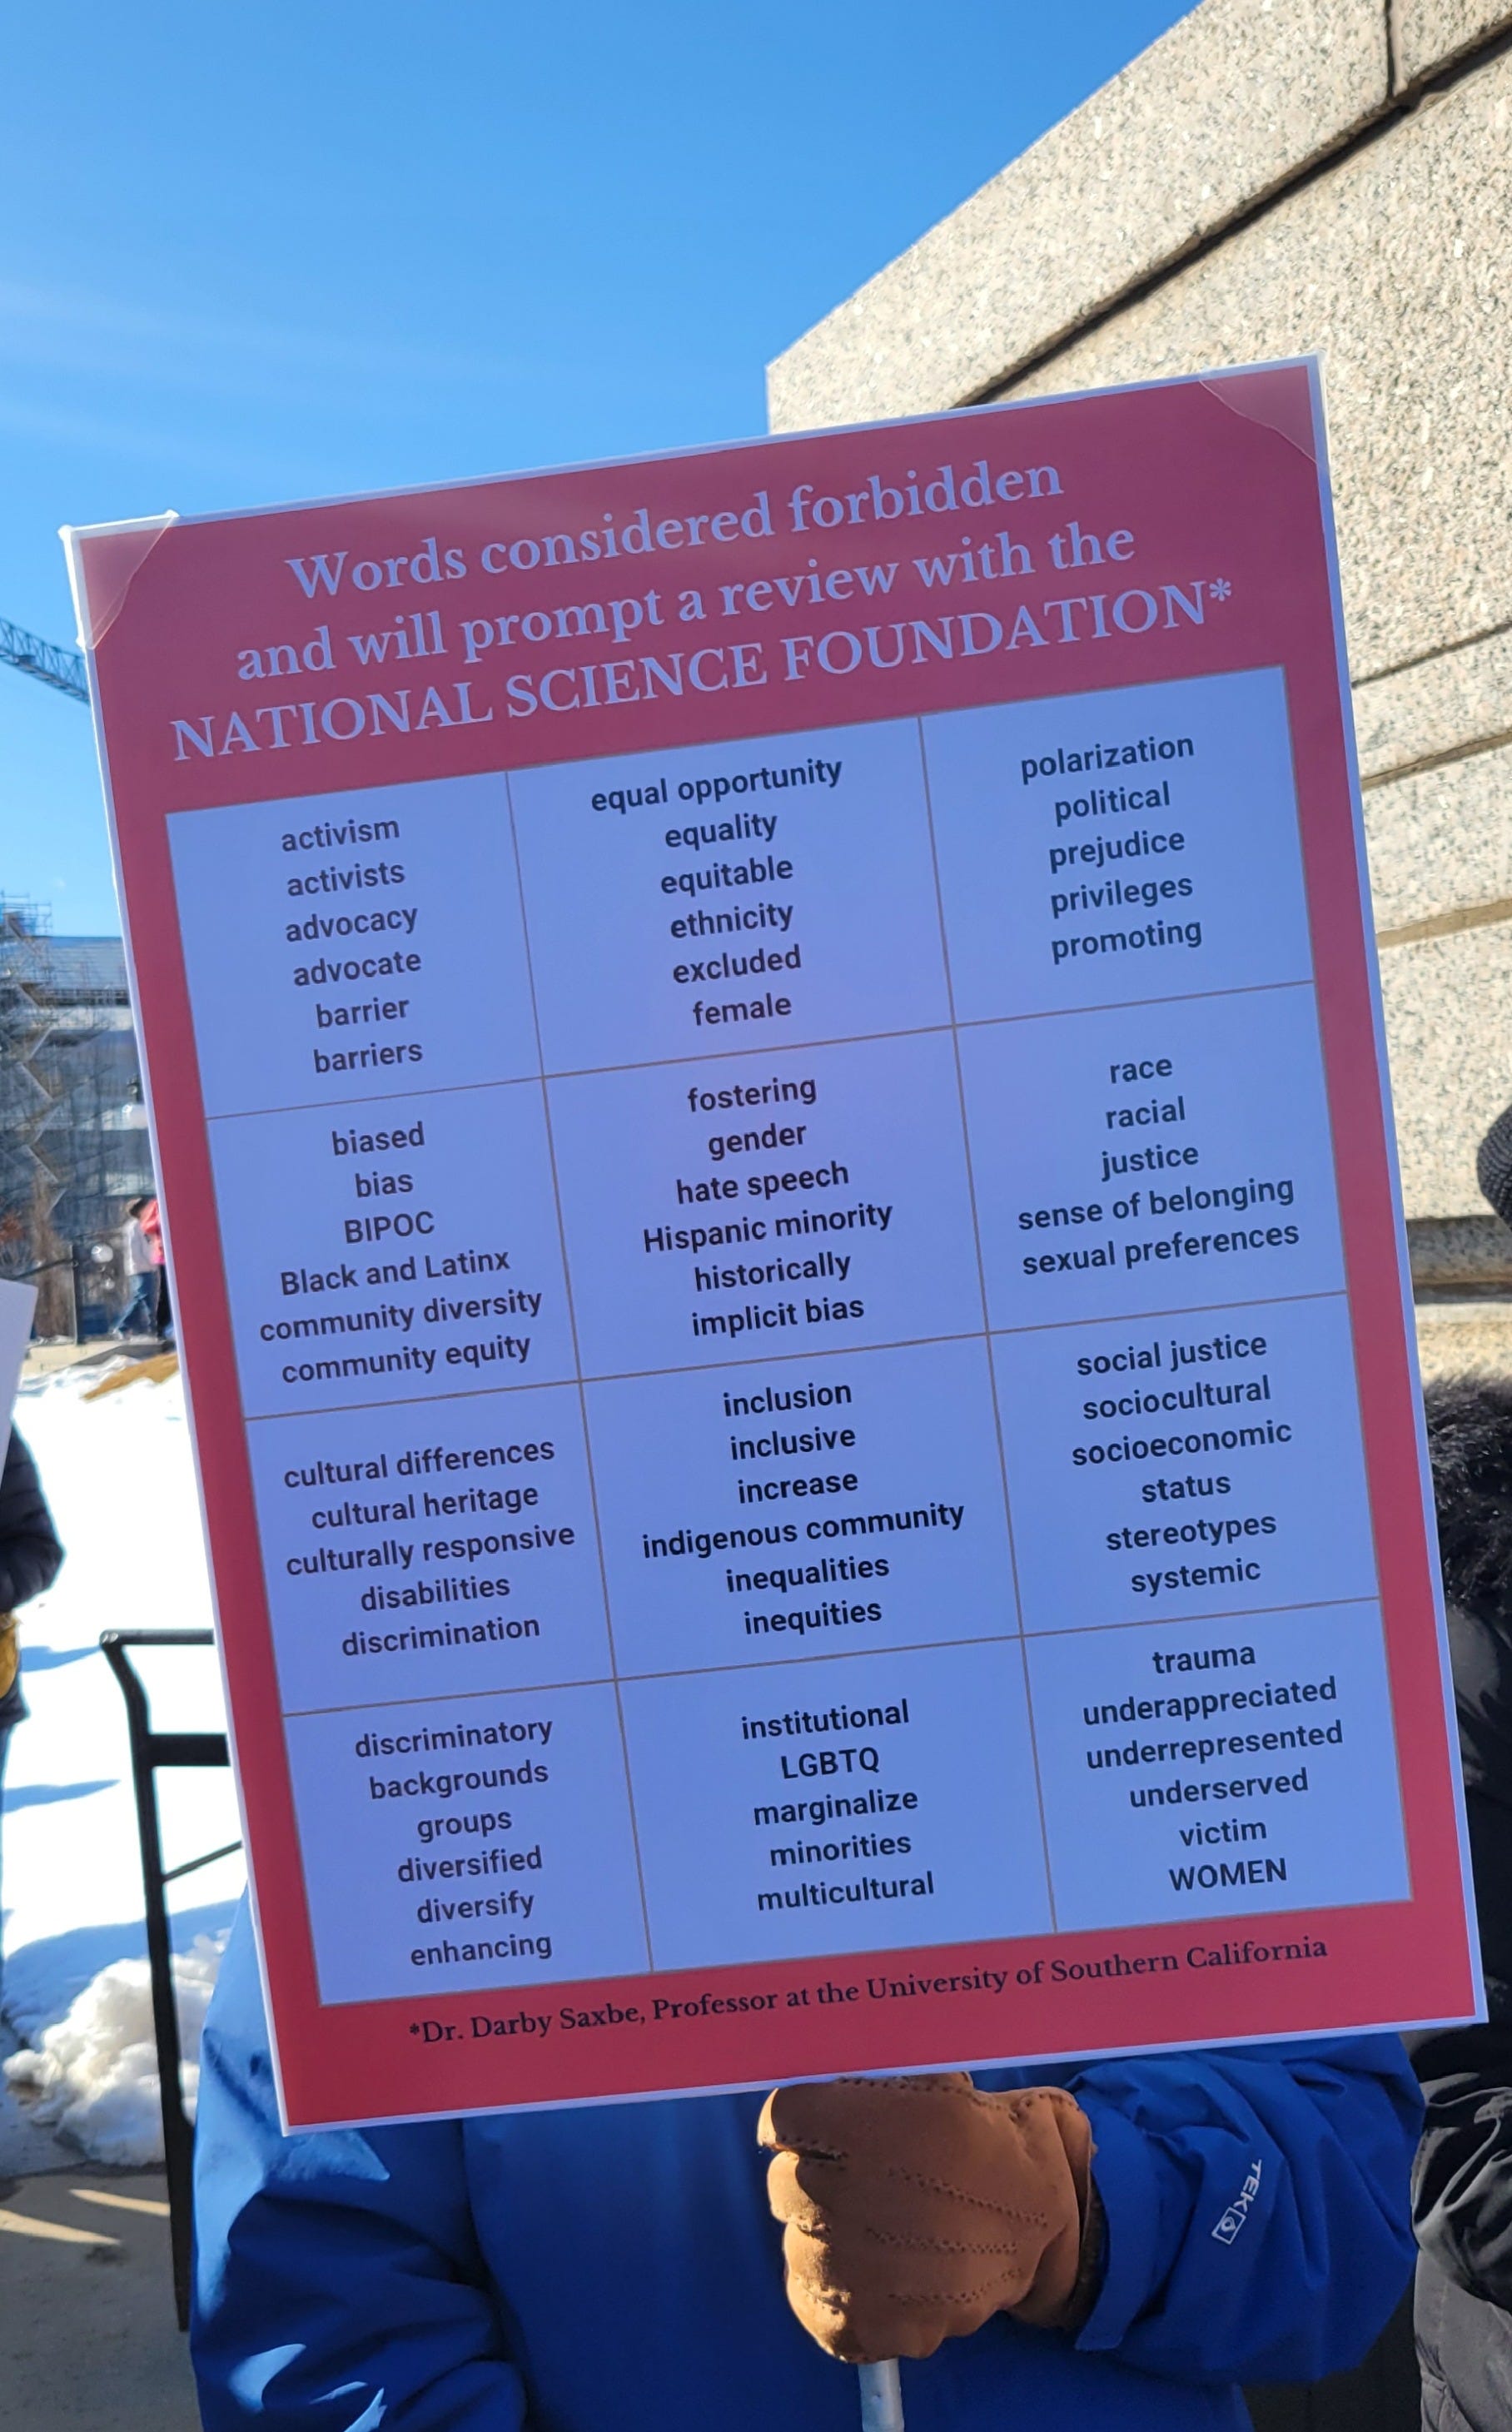 Words considered forbidden
and will prompt a review with the
NATIONAL SCIENCE FOUNDATION*
activism
activists
advocacy
advocate
barrier
barriers
equal opportunity
equality
equitable
ethnicity
excluded
female
polarization
political
prejudice
privileges
promoting
biased
bias
BIPOC
Black and Latinx
community diversity
community equity
fostering
gender
hate speech
Hispanic minority
historically
implicit bias
race
racial
justice
sense of belonging
sexual preferences
cultural differences
cultural heritage
culturally responsive
disabilities
discrimination
inclusion
inclusive
increase
indigenous community
inequalities
inequities
social justice
sociocultural
socioeconomic
status
stereotypes
systemic
discriminatory
backgrounds
groups
diversified
diversify
enhancing
institutional
LGBTQ
marginalize
minorities
multicultural
trauma
underappreciated
underrepresented
underserved
victim
WOMEN
*Dr. Darby Saxbe, Professor at the University of Southern California
TEK